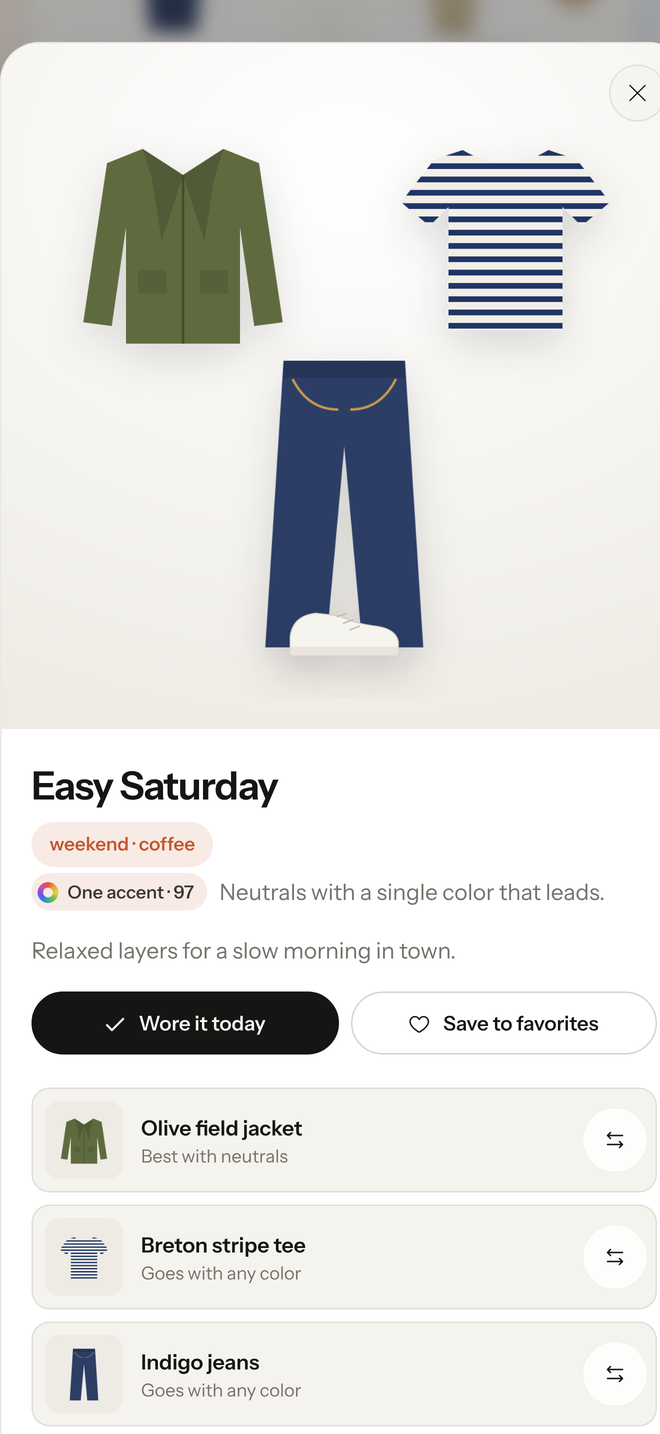 Easy Saturday
weekend · coffee
One accent · 97 Neutrals with a single color that leads.
Relaxed layers for a slow morning in town.
Wore it today Save to favorites
Olive field jacket
Best with neutrals
Breton stripe tee
Goes with any color
Indigo jeans
Goes with any color